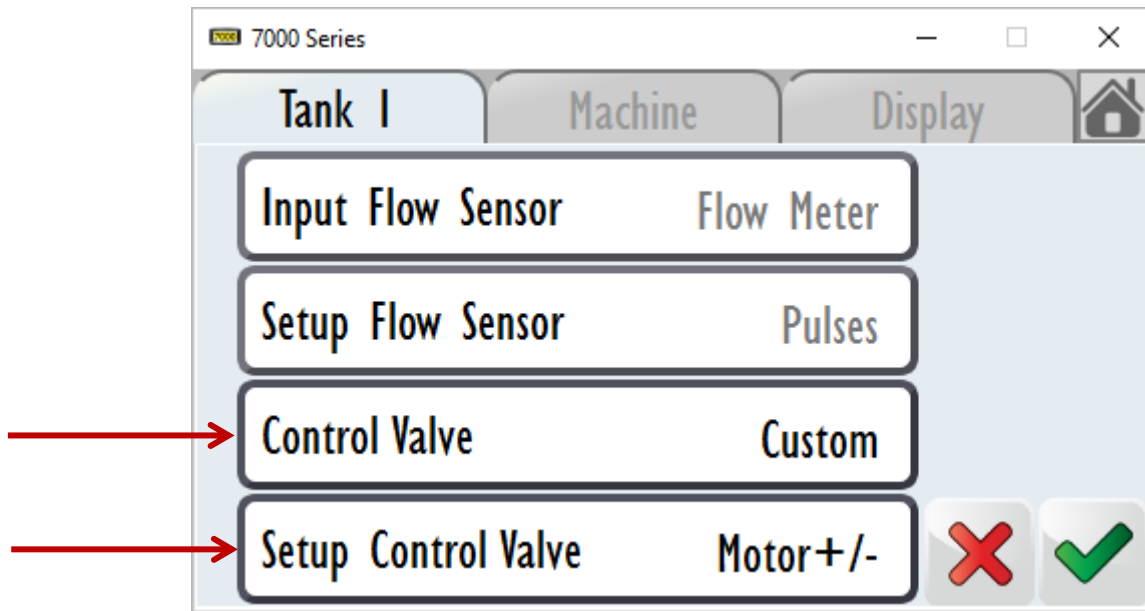 7000 7000 Series
Tank 1 Machine Display
Input Flow Sensor Flow Meter
Setup Flow Sensor Pulses
Control Valve Custom
Setup Control Valve Motor+/-